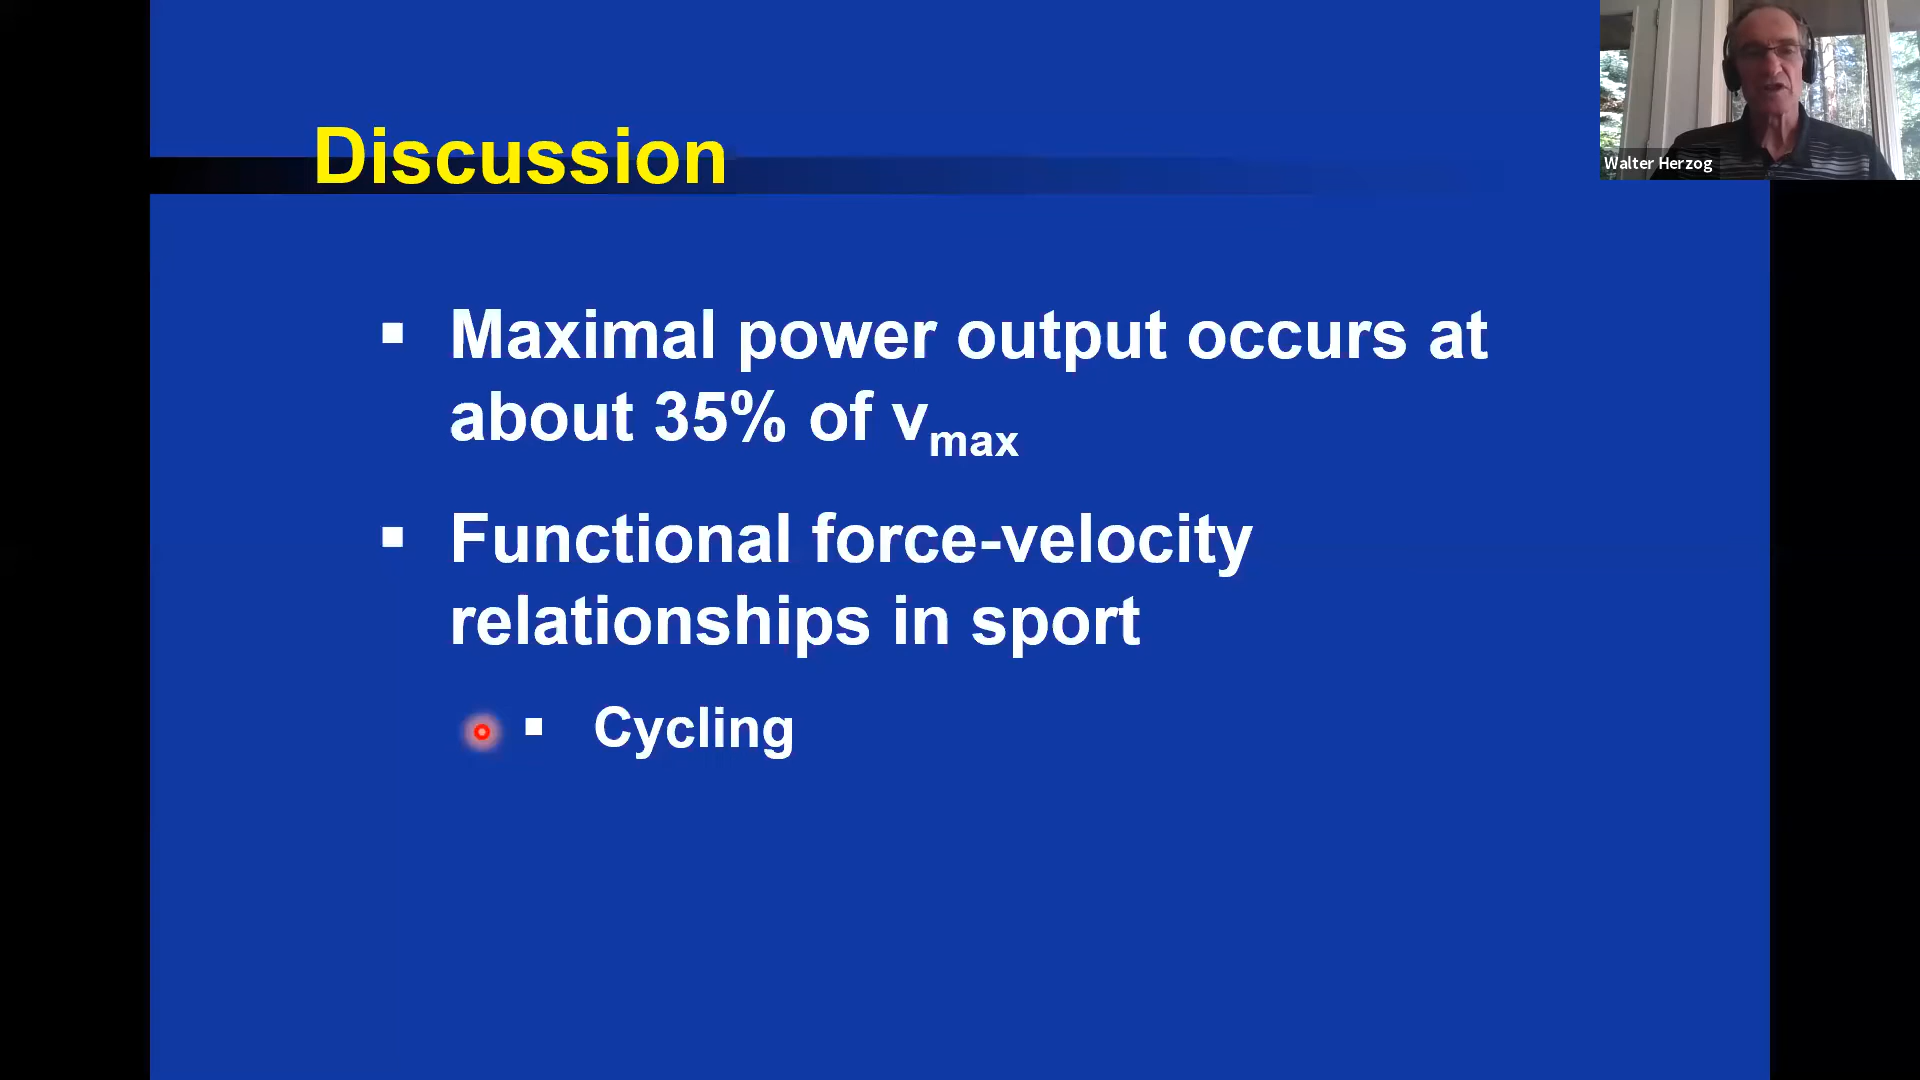 Discussion
Walter Herzog
▪ Maximal power output occurs at
about 35% of vmax
▪ Functional force-velocity
relationships in sport
▪ Cycling